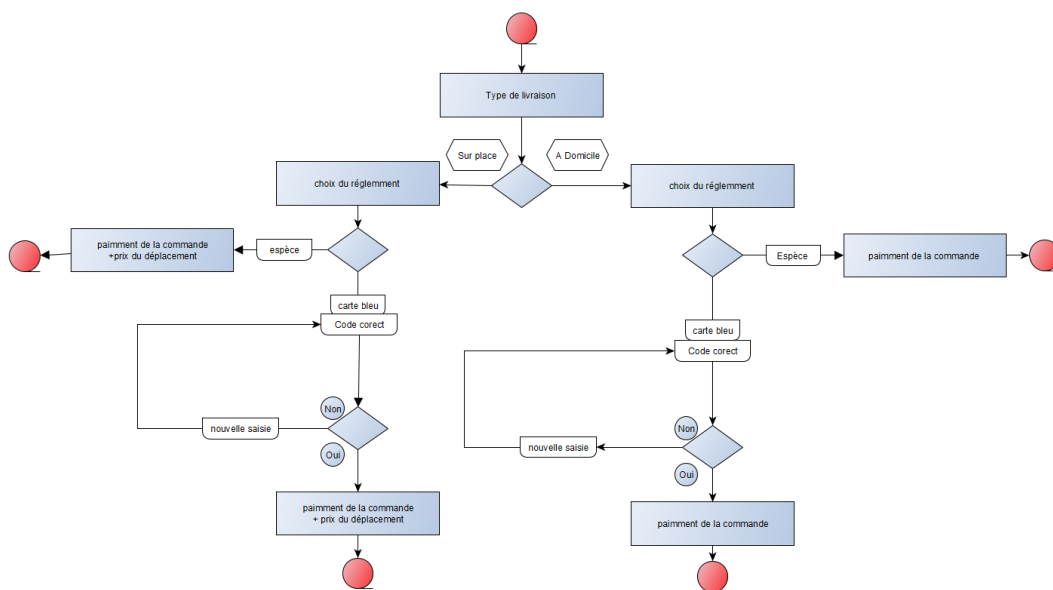 Type de livraison
Sur place
A Domicile
choix du réglemment
choix du réglemment
paimment de la commande
+prix du déplacement
espèce
Espèce
paimment de la commande
carte bleu
Code corect
carte bleu
Code corect
Non
nouvelle saisie
Oui
Non
nouvelle saisie
Oui
paimment de la commande
+ prix du déplacement
paimment de la commande